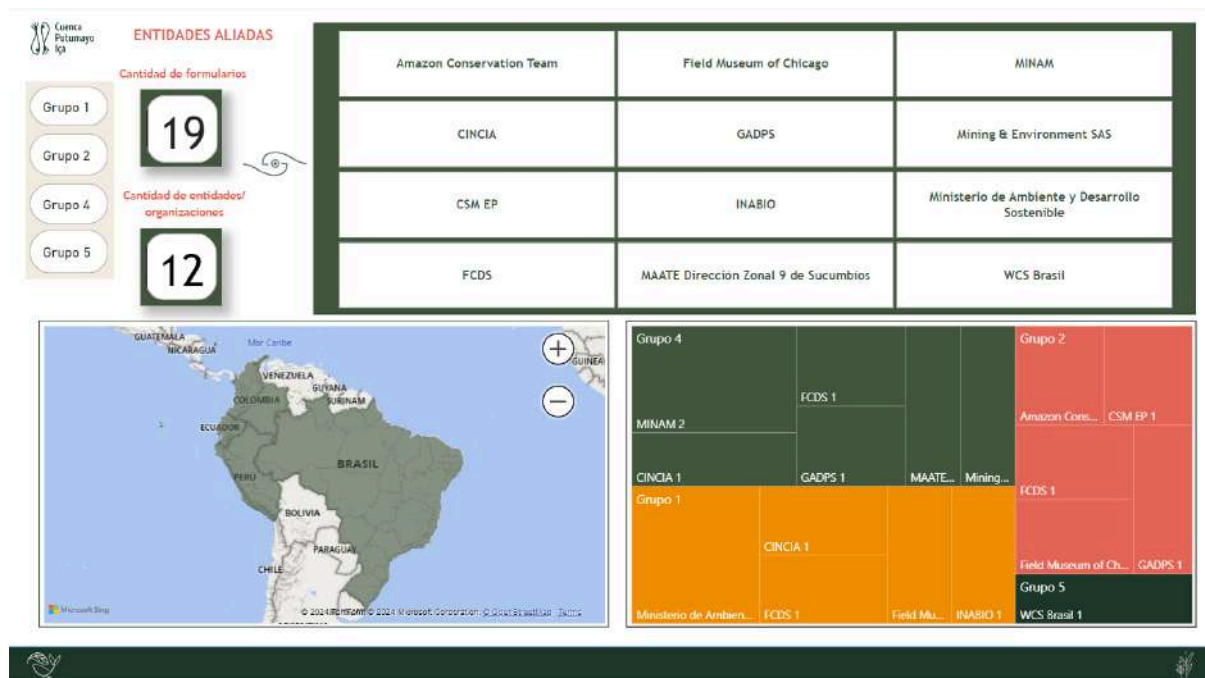 Cuenca
Putumayo
Içá
ENTIDADES ALIADAS
Cantidad de formularios
19
Cantidad de entidades/
organizaciones
12
Grupo 1
Grupo 2
Grupo 4
Grupo 5
Amazon Conservation Team
Field Museum of Chicago
MINAM
CINCIA
GADPS
Mining & Environment SAS
CSM EP
INABIO
Ministerio de Ambiente y Desarrollo
Sostenible
FCDS
MAATE Dirección Zonal 9 de Sucumbios
WCS Brasil
GUATEMALA
NICARAGUA
Mar Caribe
VENEZUELA
GUYANA
SURINAM
COLOMBIA
ECUADOR
PERU
BRASIL
BOLIVIA
PARAGUAY
CHILE
GUINEA
Microsoft Bing
© 2024 TomTom, © 2024 Microsoft Corporation, © OpenStreetMap Terms
Grupo 4
MINAM 2
CINCIA 1
FCDS 1
GADPS 1
MAATE...
Mining...
Grupo 1
Ministerio de Ambien...
CINCIA 1
FCDS 1
Field Mu...
INABIO 1
Grupo 2
Amazon Cons...
CSM EP 1
FCDS 1
Field Museum of Ch...
GADPS 1
Grupo 5
WCS Brasil 1